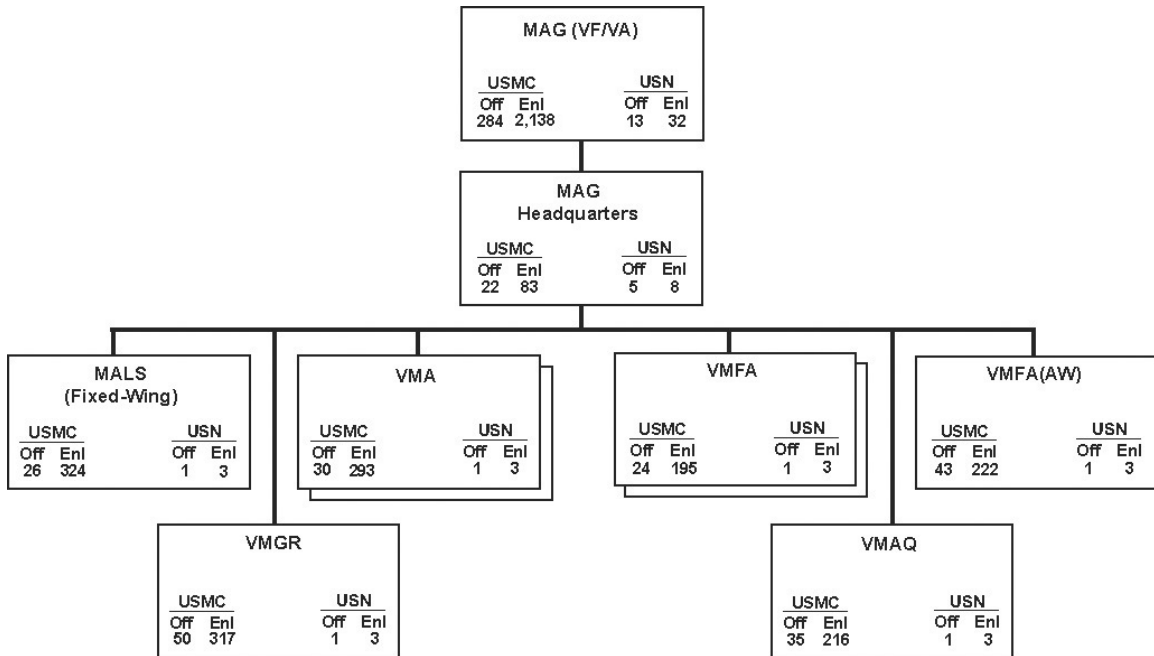 MAG (VF/VA)
USMC USN
Off Enl Off Enl
284 2,138 13 32
MAG
Headquarters
USMC USN
Off Enl Off Enl
22 83 5 8
MALS
(Fixed-Wing)
USMC USN
Off Enl Off Enl
26 324 1 3
VMA
USMC USN
Off Enl Off Enl
30 293 1 3
VMFA
USMC USN
Off Enl Off Enl
24 195 1 3
VMFA(AW)
USMC USN
Off Enl Off Enl
43 222 1 3
VMGR
USMC USN
Off Enl Off Enl
50 317 1 3
VMAQ
USMC USN
Off Enl Off Enl
35 216 1 3